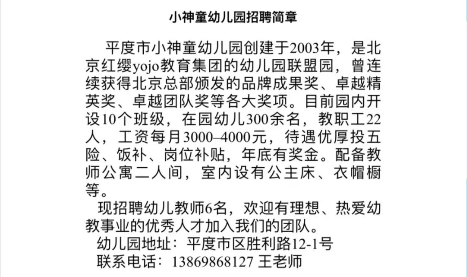 小神童幼儿园招聘简章
平度市小神童幼儿园创建于2003年，是北
京红缨yojo教育集团的幼儿园联盟园，曾连
续获得北京总部颁发的品牌成果奖、卓越精
英奖、卓越团队奖等各大奖项。目前园内开
设10个班级，在园幼儿300余名，教职工22
人，工资每月3000–4000元，待遇优厚投五
险、饭补、岗位补贴，年底有奖金。配备教
师公寓二人间，室内设有公主床、衣帽橱
等。
现招聘幼儿教师6名，欢迎有理想、热爱幼
教事业的优秀人才加入我们的团队。
幼儿园地址：平度市区胜利路12-1号
联系电话：13869868127 王老师